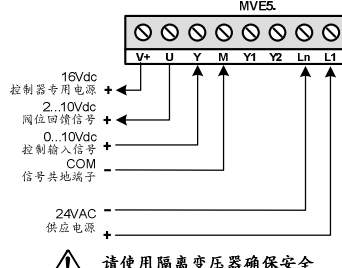 MVE5.
V+ U Y M Y1 Y2 Ln L1
16Vdc
控制器专用电源 +
2...10Vdc
阀位回馈信号 +
0...10Vdc
控制输入信号 +
COM
信号共地端子 -
24VAC -
供应电源 +
请使用隔离变压器确保安全